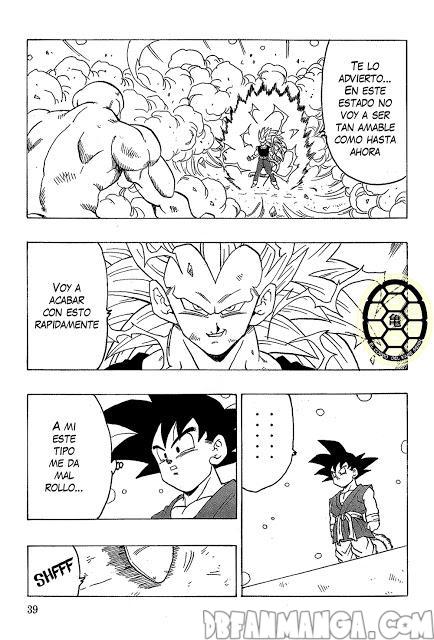 TE LO
ADVIERTO...
EN ESTE
ESTADO NO
VOY A SER
TAN AMABLE
COMO HASTA
AHORA
VOY A
ACABAR
CON ESTO
RAPIDAMENTE
亀
A MI
ESTE
TIPO ME
DA MAL
ROLLO...
......
SHFFF
39
DBFANMANGA.COM